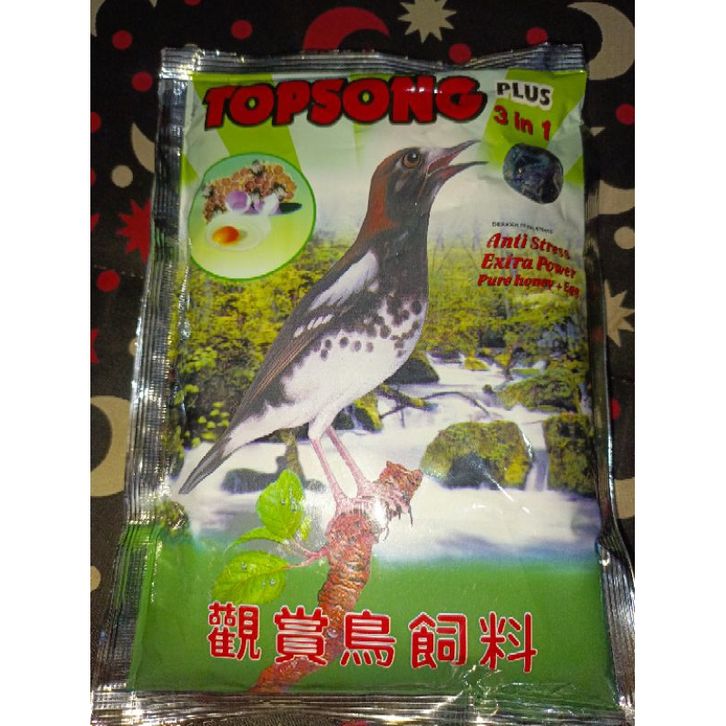 TOPSONG
PLUS
3 in 1
Anti Stress
Extra Power
Pure honey + Egg
觀賞鳥飼料